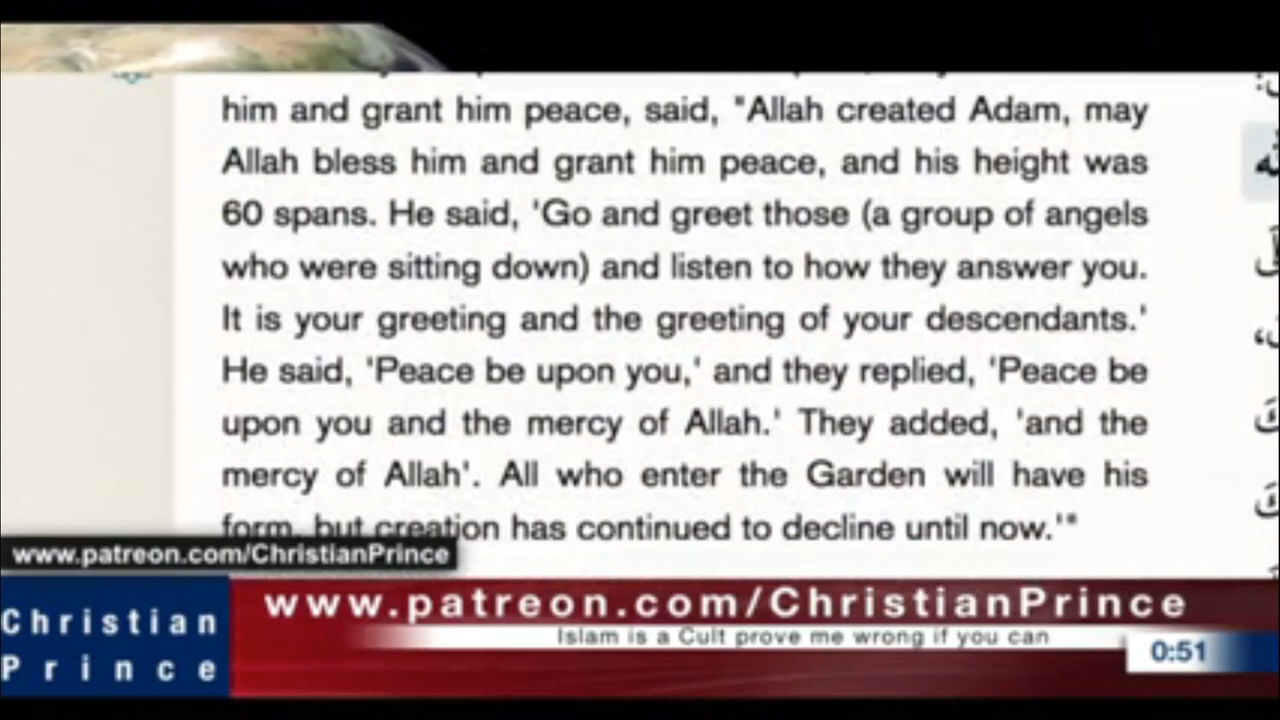 him and grant him peace, said, "Allah created Adam, may
Allah bless him and grant him peace, and his height was
60 spans. He said, 'Go and greet those (a group of angels
who were sitting down) and listen to how they answer you.
It is your greeting and the greeting of your descendants.'
He said, 'Peace be upon you,' and they replied, 'Peace be
upon you and the mercy of Allah.' They added, 'and the
mercy of Allah'. All who enter the Garden will have his
form, but creation has continued to decline until now.'"
www.patreon.com/ChristianPrince
Christian
Prince
www.patreon.com/ChristianPrince
Islam is a Cult prove me wrong if you can
0:51